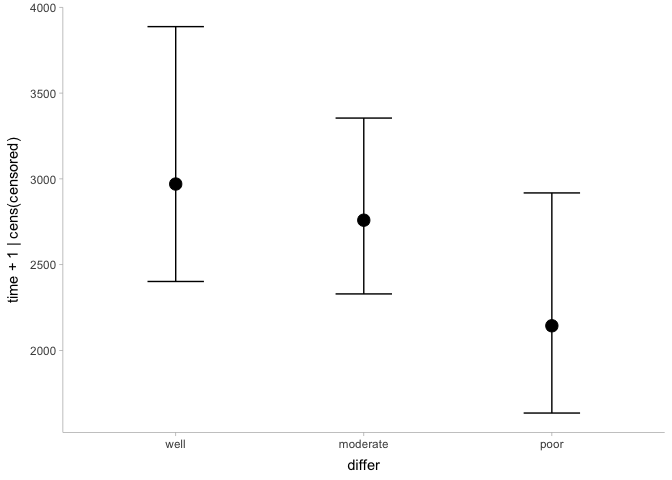 4000
3500
3000
2500
2000
time + 1 | cens(censored)
well
moderate
poor
differ